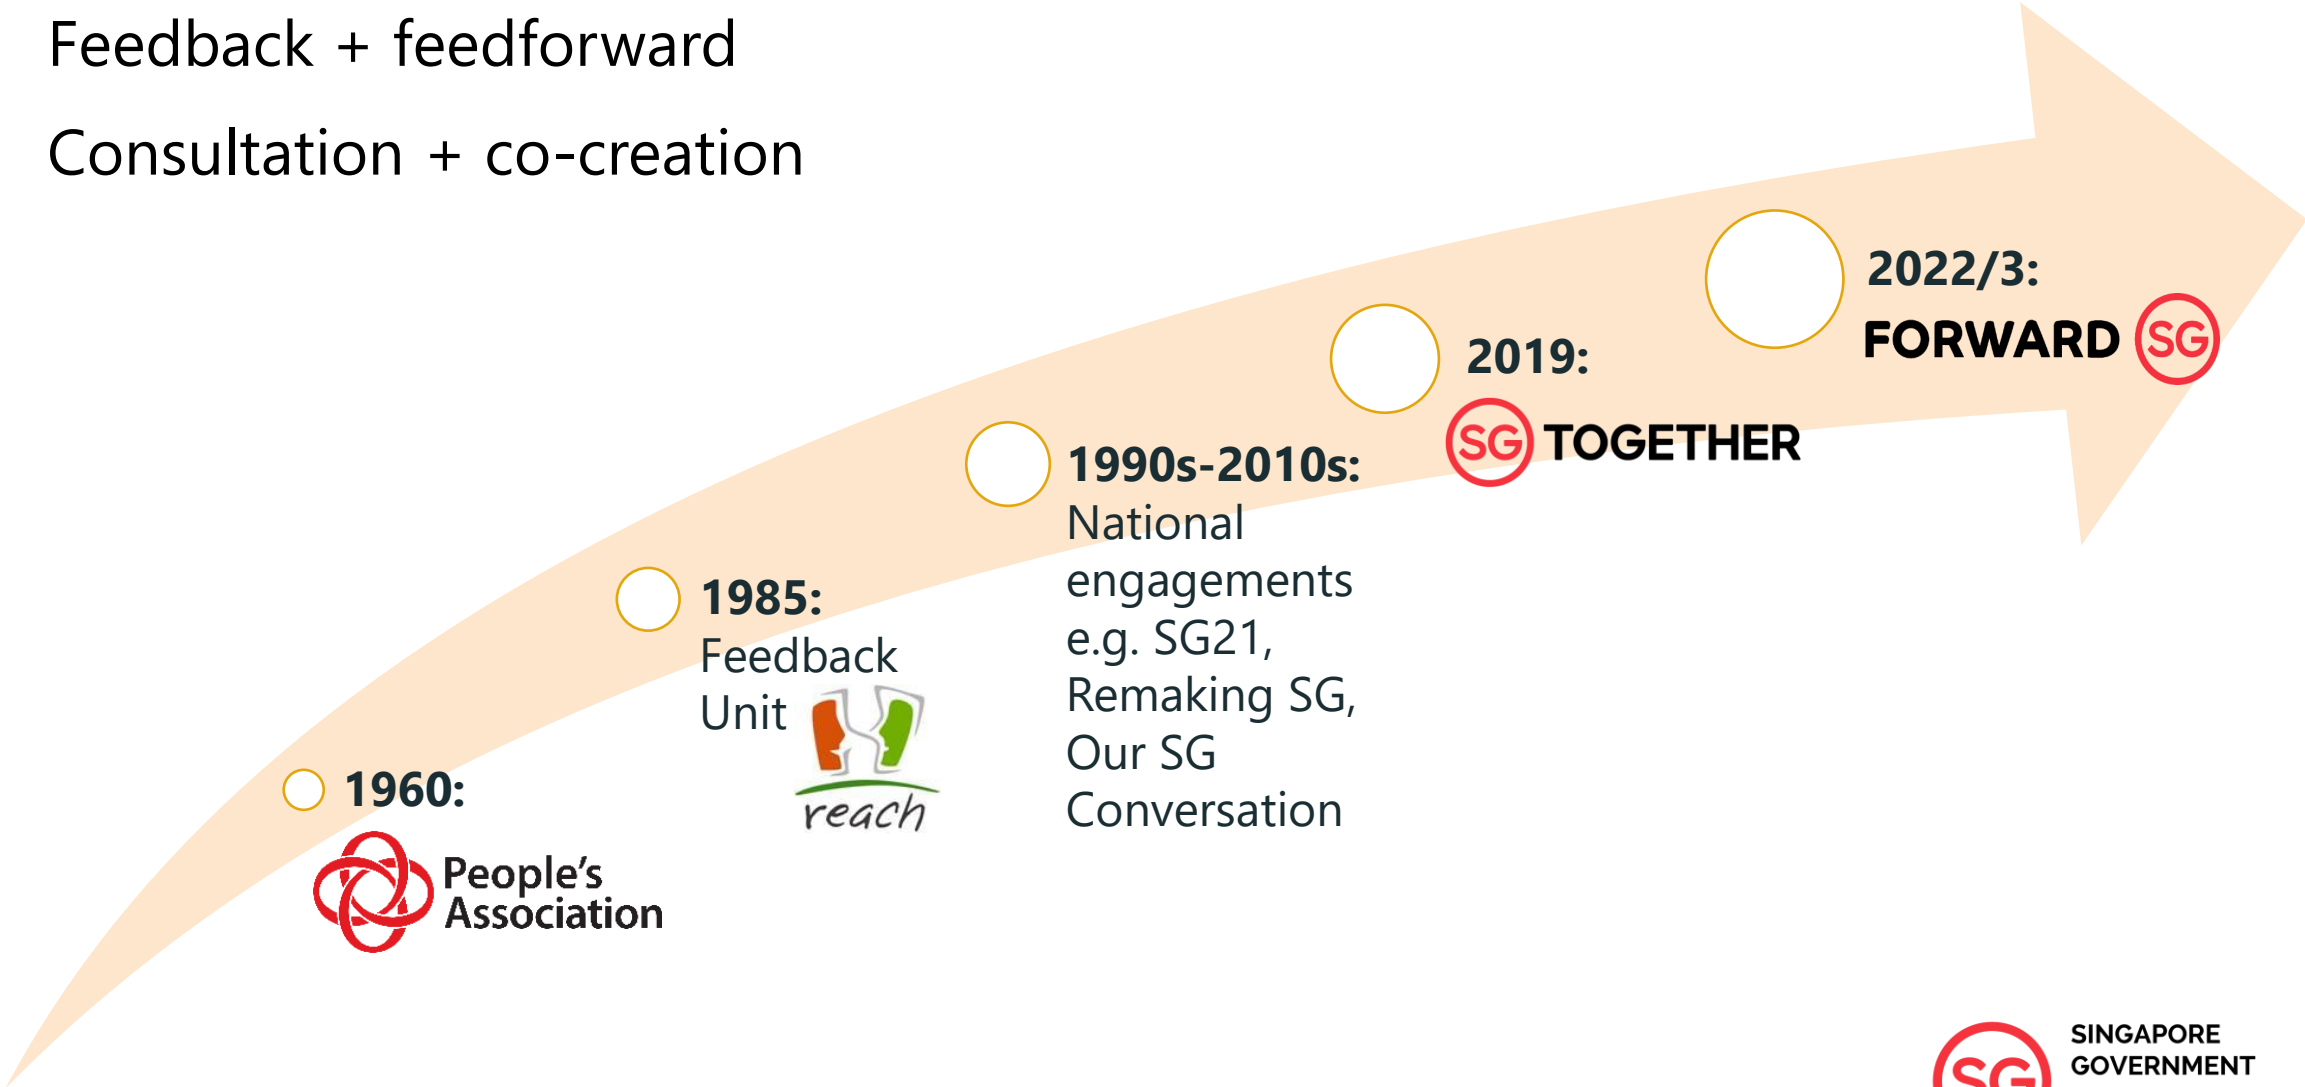 Feedback + feedforward
Consultation + co-creation
1960:
People's
Association
1985:
Feedback
Unit
reach
1990s-2010s:
National
engagements
e.g. SG21,
Remaking SG,
Our SG
Conversation
2019:
SG TOGETHER
2022/3:
FORWARD SG
SG
SINGAPORE
GOVERNMENT